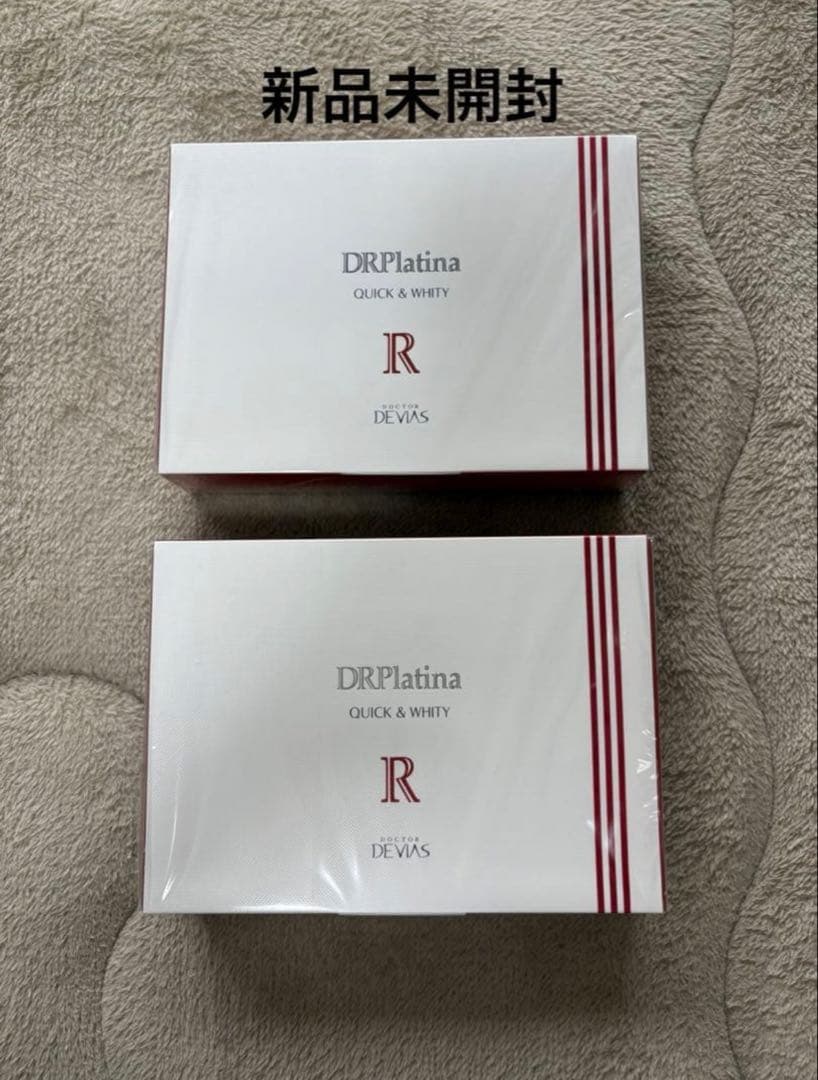 新品未開封
DRPlatina
QUICK & WHITY
R
DOCTOR
DEVIAS
DRPlatina
QUICK & WHITY
R
DOCTOR
DEVIAS